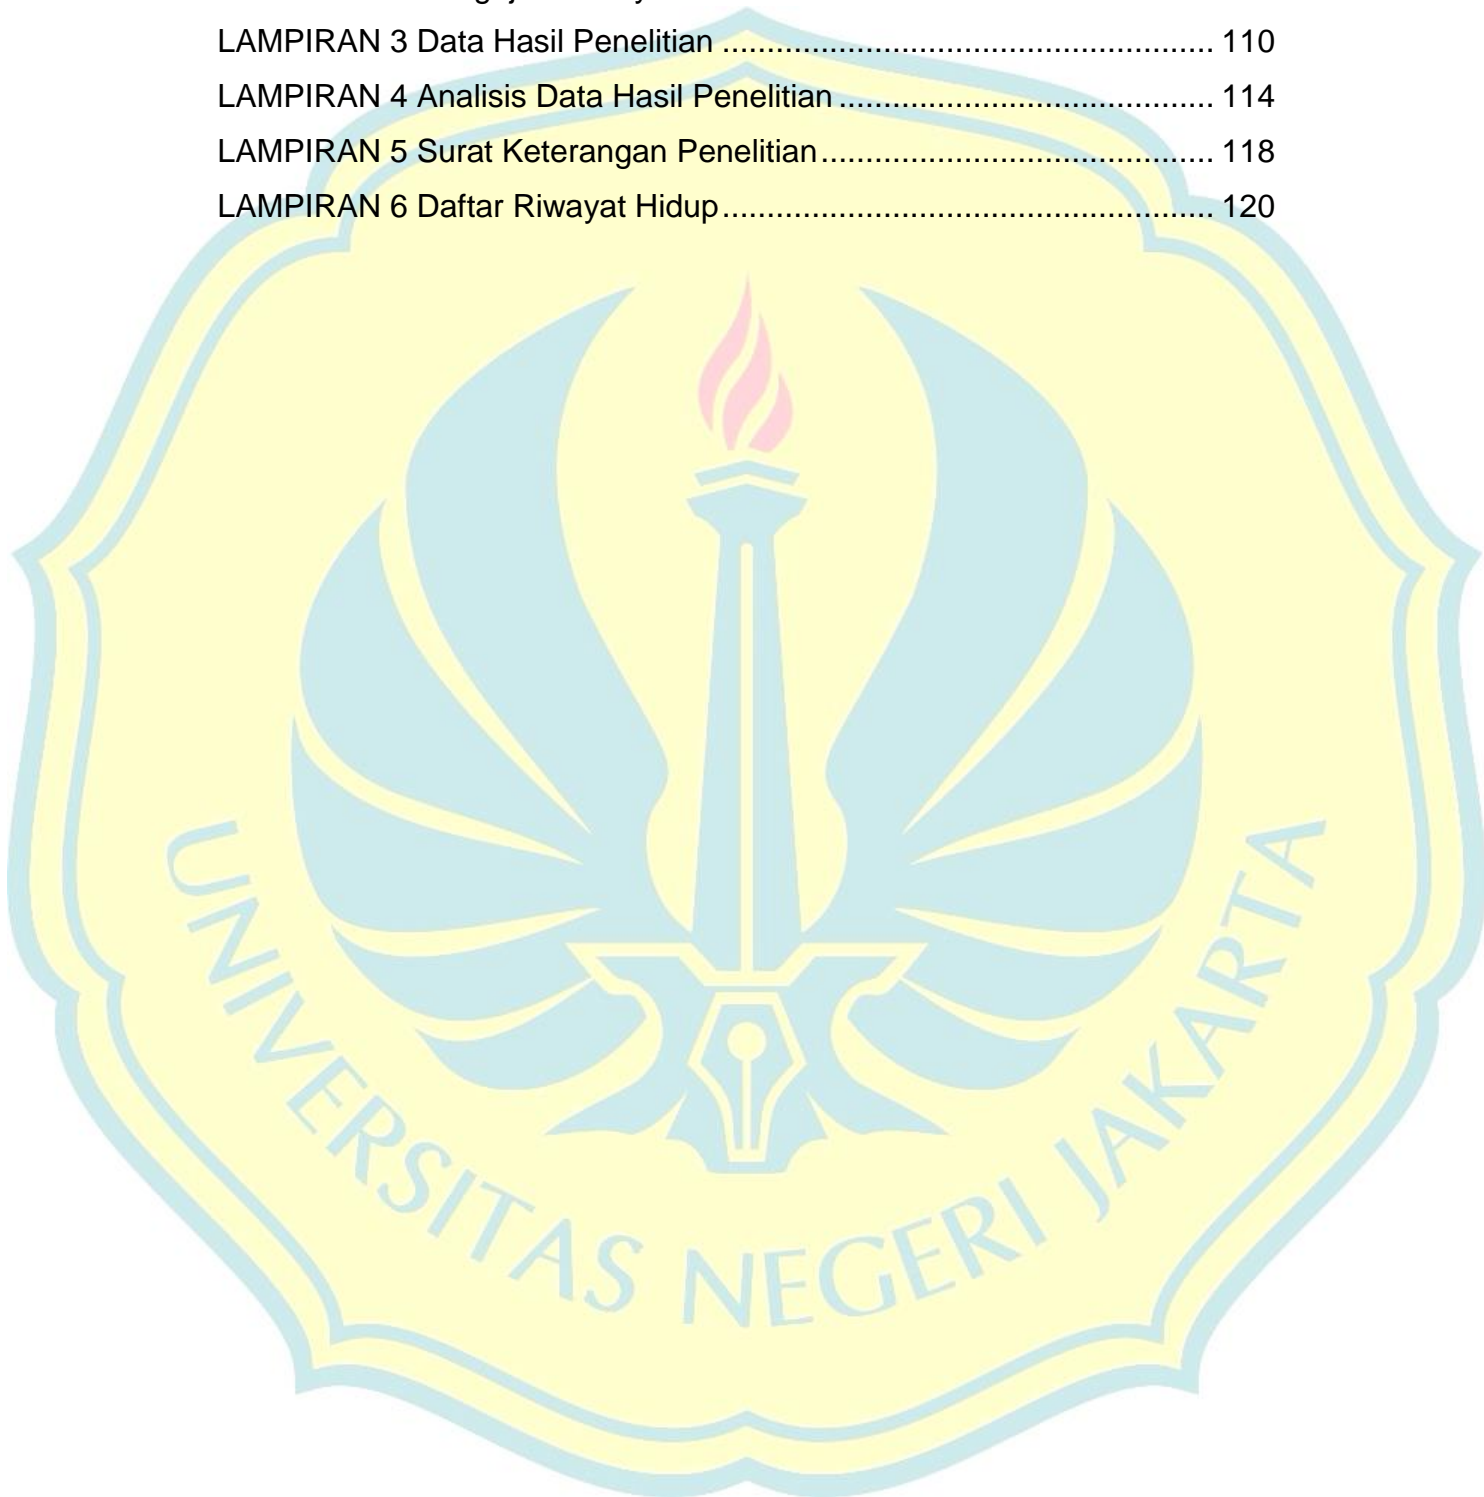 LAMPIRAN 3 Data Hasil Penelitian ....................................................... 110
LAMPIRAN 4 Analisis Data Hasil Penelitian .......................................... 114
LAMPIRAN 5 Surat Keterangan Penelitian ............................................ 118
LAMPIRAN 6 Daftar Riwayat Hidup ....................................................... 120
UNIVERSITAS NEGERI JAKARTA